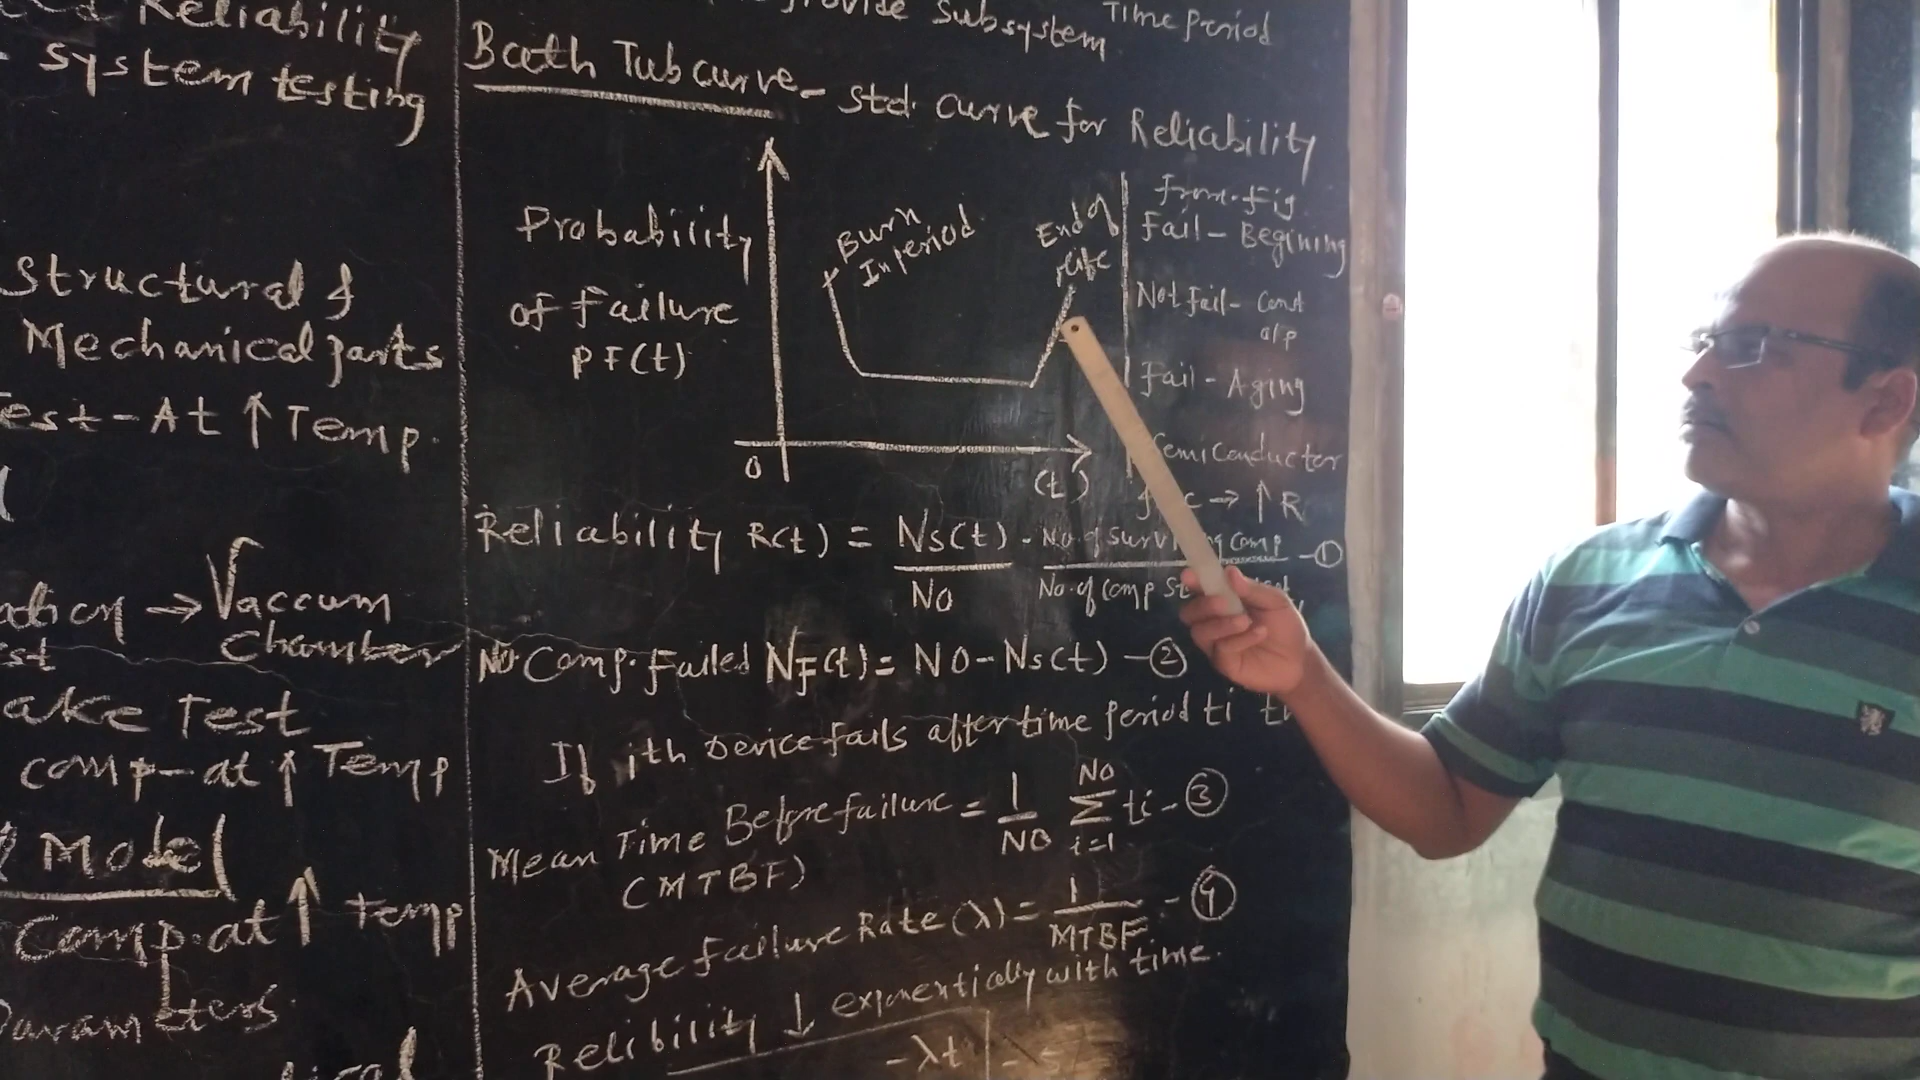 Reliability
- system testing
Structural &
Mechanical parts
Test-At ↑ Temp.
→ Vaccum
Chamber
Test
comp-at ↑ Temp
Model
Comp.at ↑ Temp
Parameters
Provide Subsystem Time Period
Bath Tub curve - std. curve for Reliability
Probability
of Failure
PF(t)
Burn
In period
End of
Life
0
(t)
From Fig
Fail - Begining
Not Fail - Const
o/p
Fail - Aging
Semiconductor
→ ↑ R
Reliability R(t) = Ns(t) / No - No. of Surviving Comp / No. of Comp - ①
No Comp. Failed NF(t) = NO - Ns(t) - ②
If ith Device fails after time Period ti
Mean Time Before failure = 1/NO Σ NO i=1 ti - ③
(MTBF)
Average Failure Rate (λ) = 1/MTBF - ④
Relibility ↓ exponentically with time.
-λt